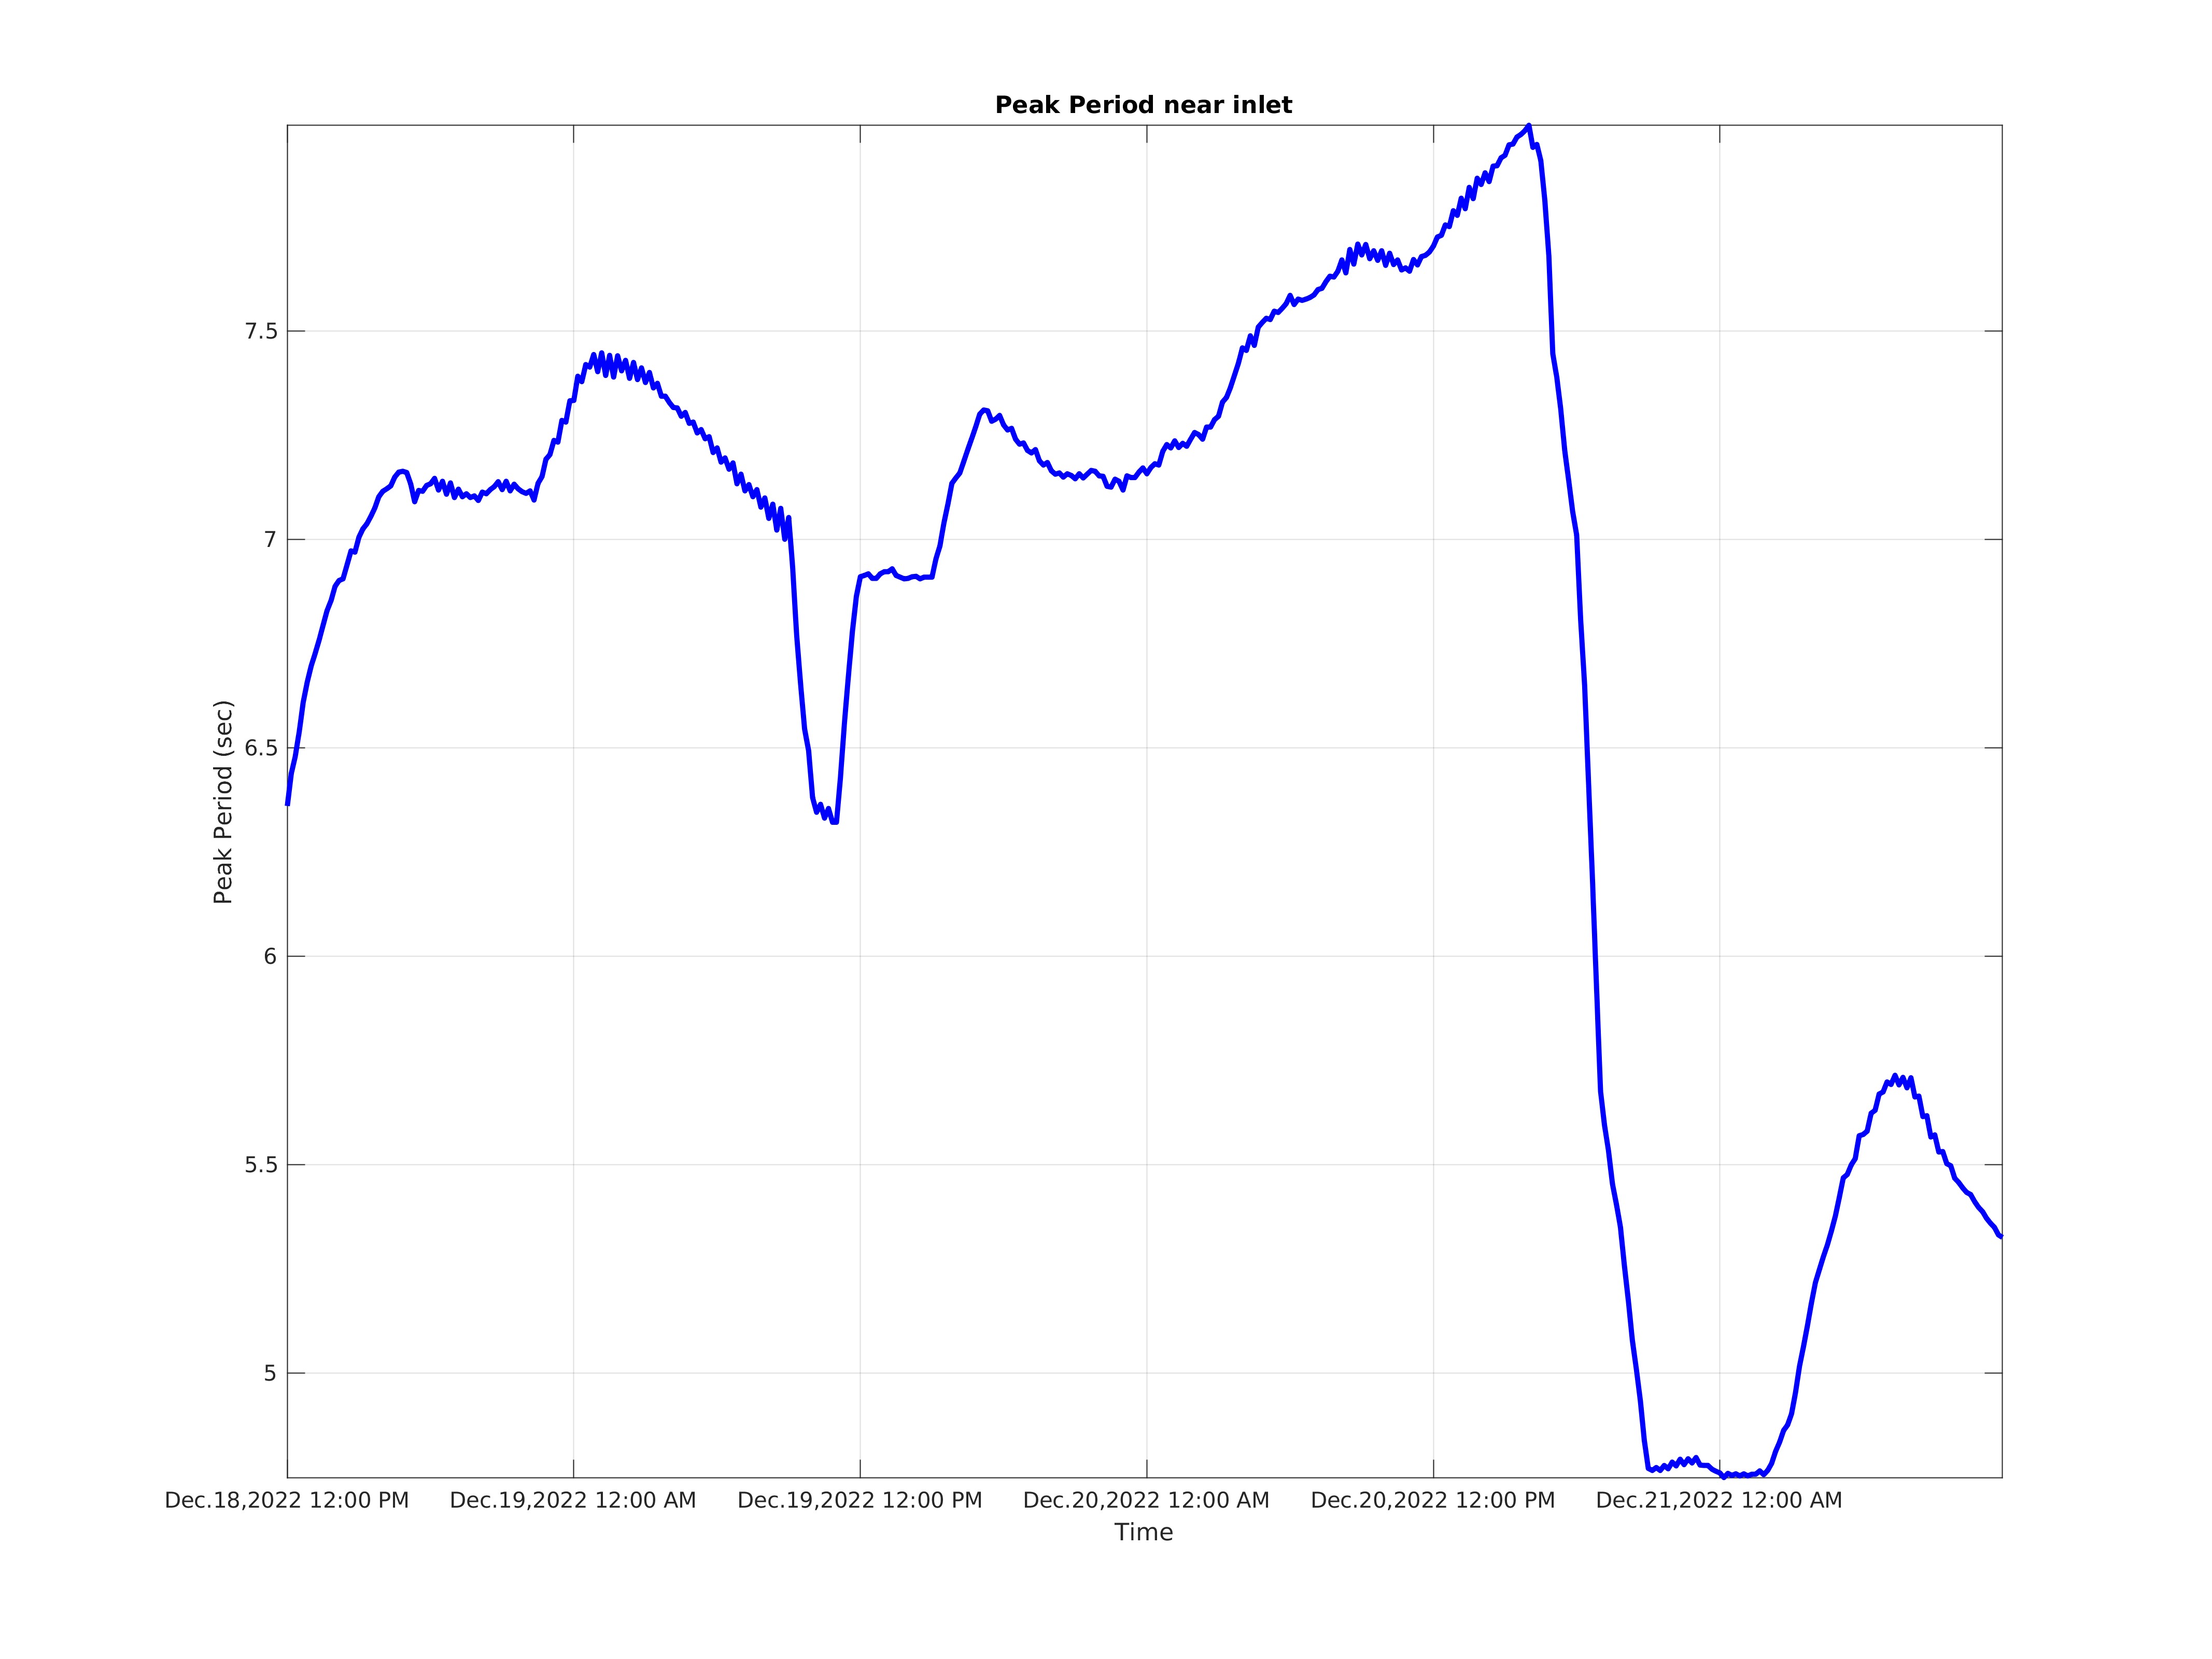 Peak Period near inlet
Peak Period (sec)
7.5
7
6.5
6
5.5
5
Dec.18,2022 12:00 PM
Dec.19,2022 12:00 AM
Dec.19,2022 12:00 PM
Dec.20,2022 12:00 AM
Dec.20,2022 12:00 PM
Dec.21,2022 12:00 AM
Time